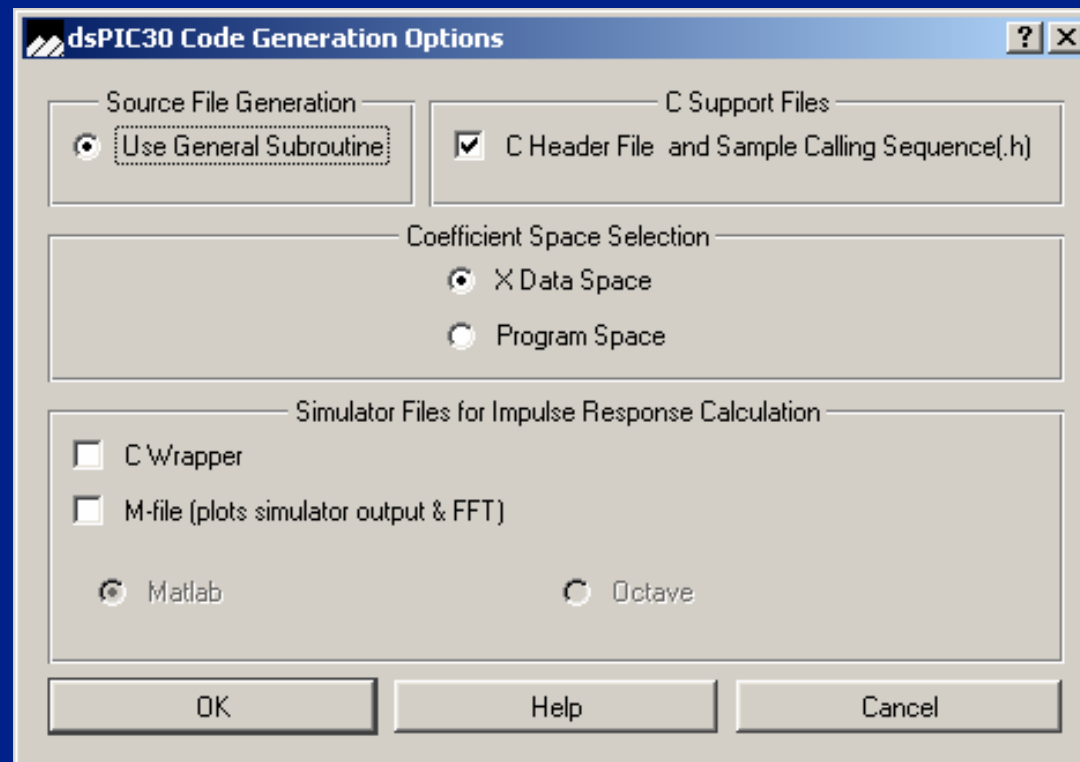 dsPIC30 Code Generation Options
Source File Generation
Use General Subroutine
C Support Files
C Header File and Sample Calling Sequence(.h)
Coefficient Space Selection
X Data Space
Program Space
Simulator Files for Impulse Response Calculation
C Wrapper
M-file (plots simulator output & FFT)
Matlab Octave
OK Help Cancel